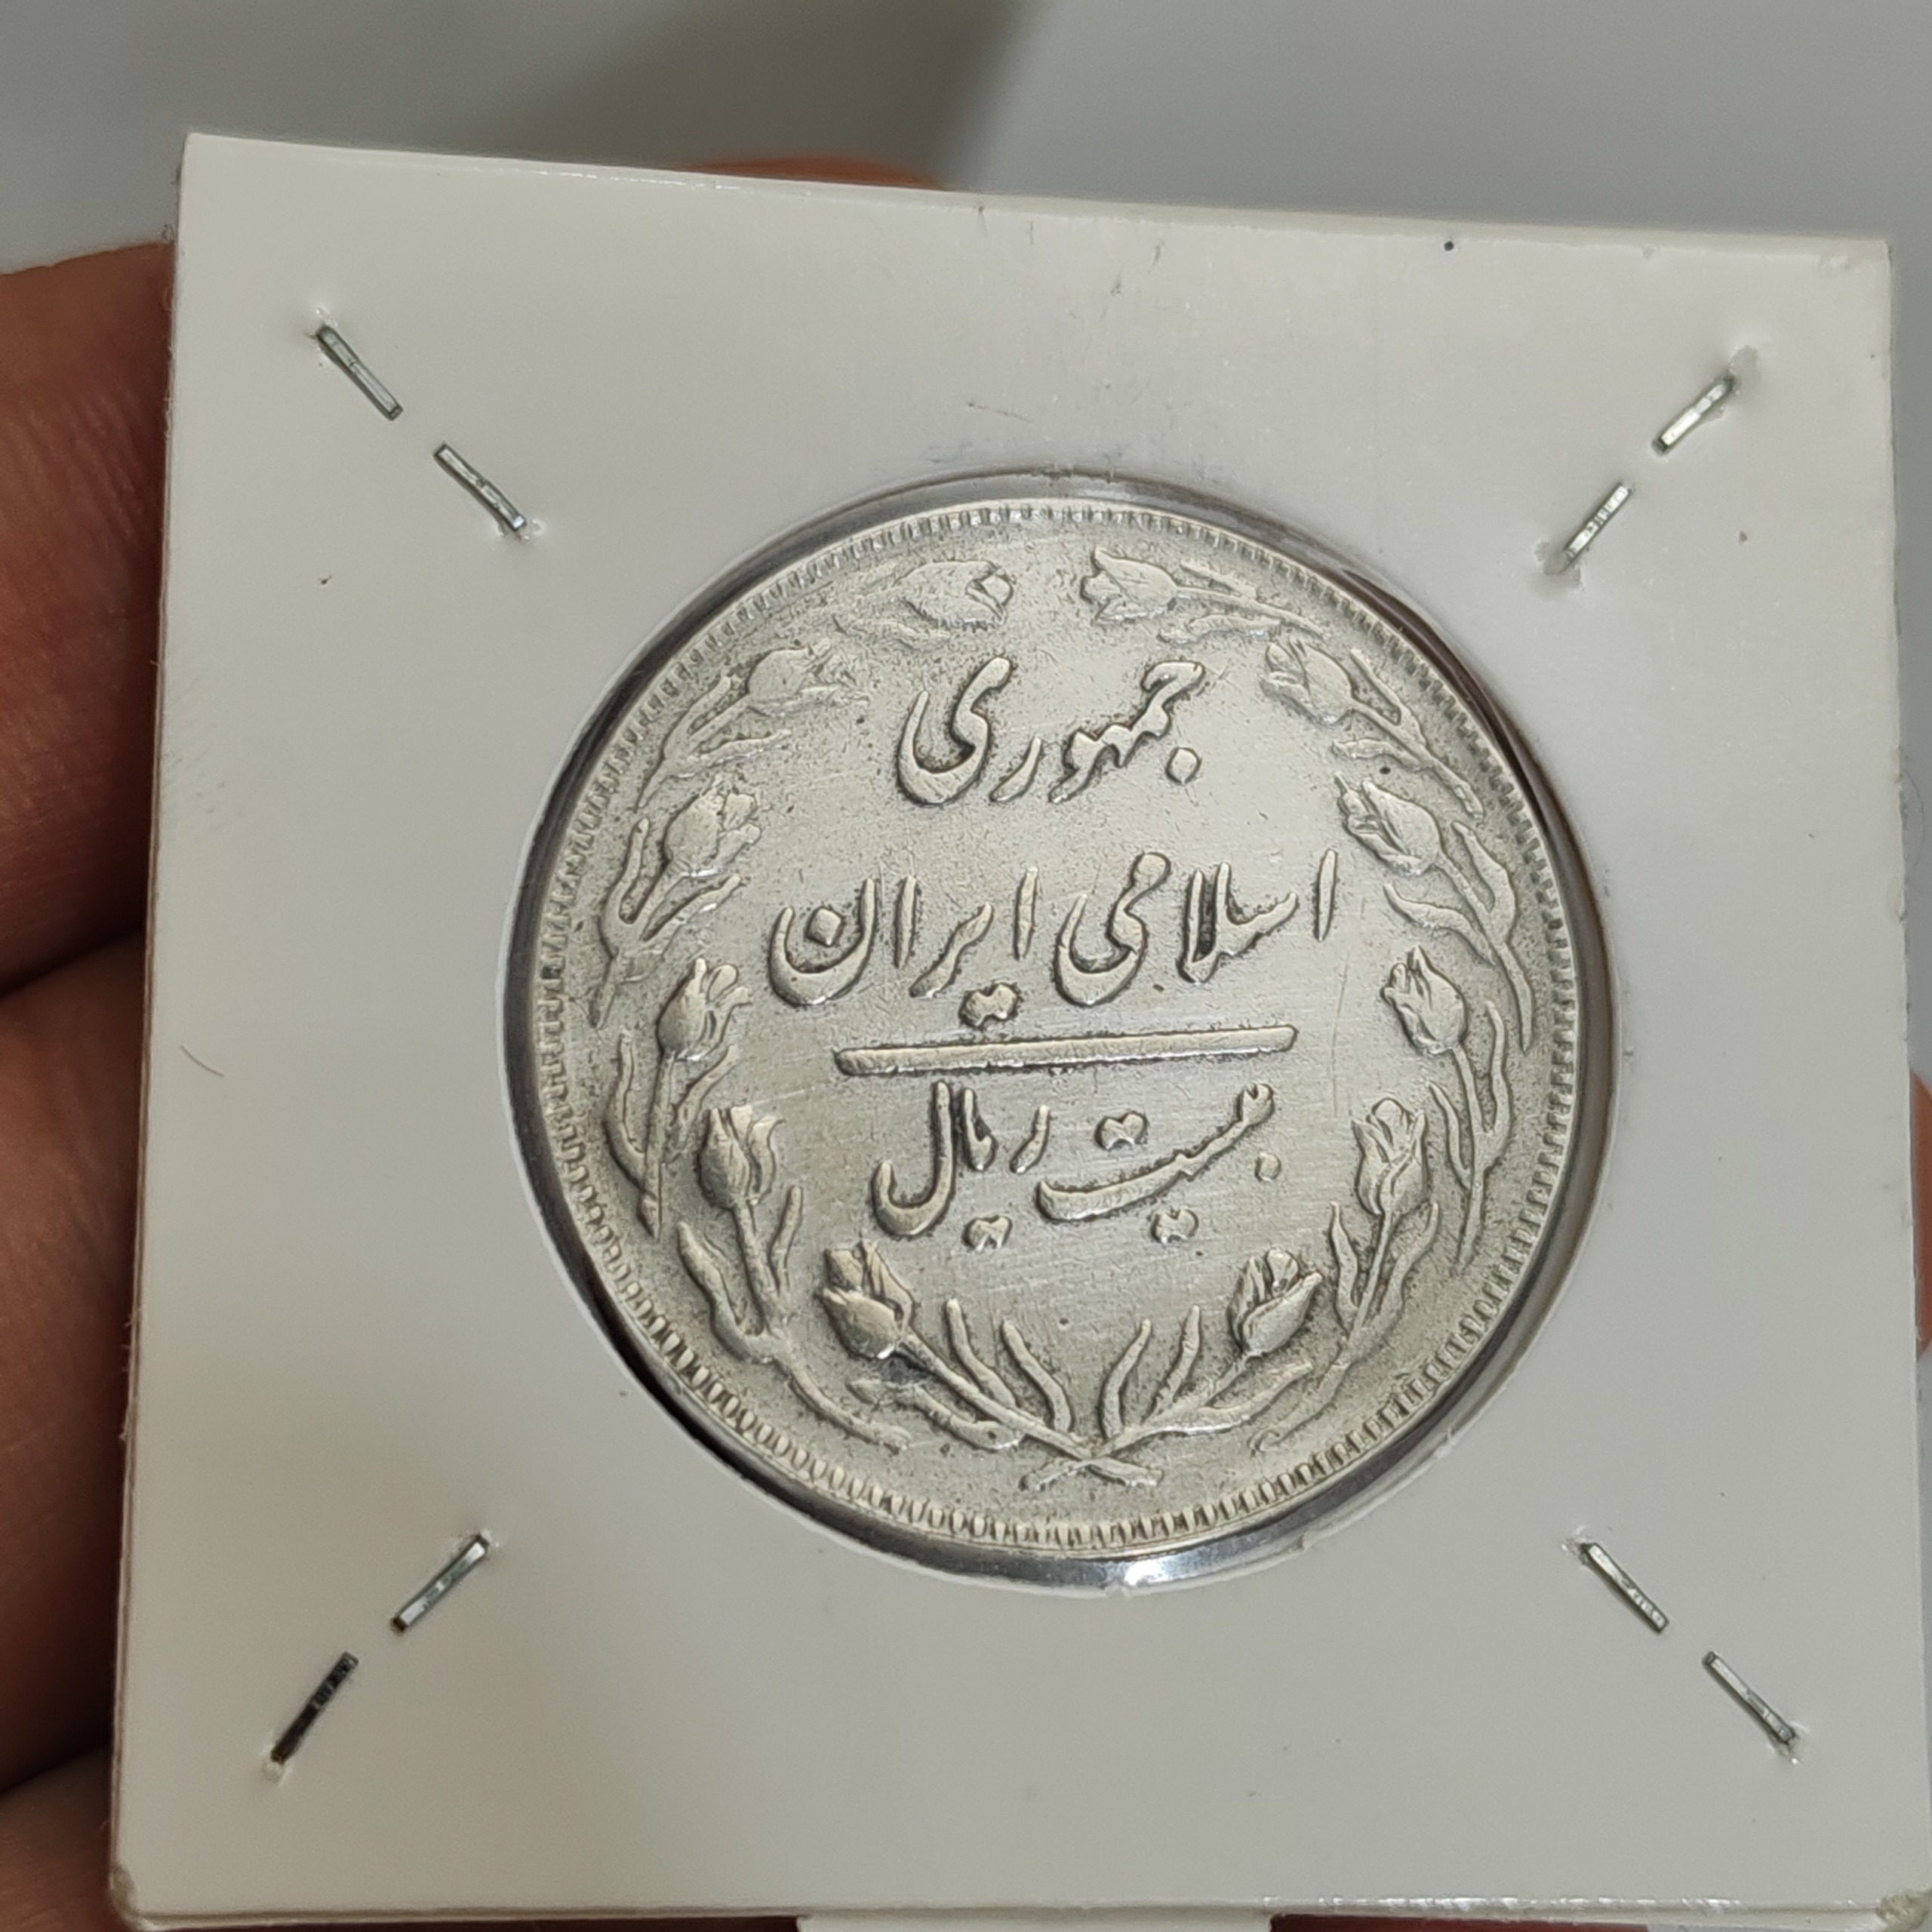 جمهوری
اسلامی ایران
بیست ریال